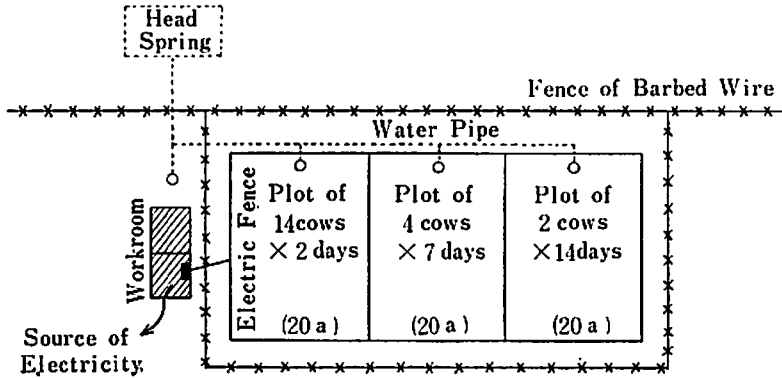 Head
Spring
Fence of Barbed Wire
Water Pipe
Workroom
Electric Fence
Plot of
14cows
× 2 days
(20 a)
Plot of
4 cows
× 7 days
(20 a)
Plot of
2 cows
×14days
(20 a)
Source of
Electricity.